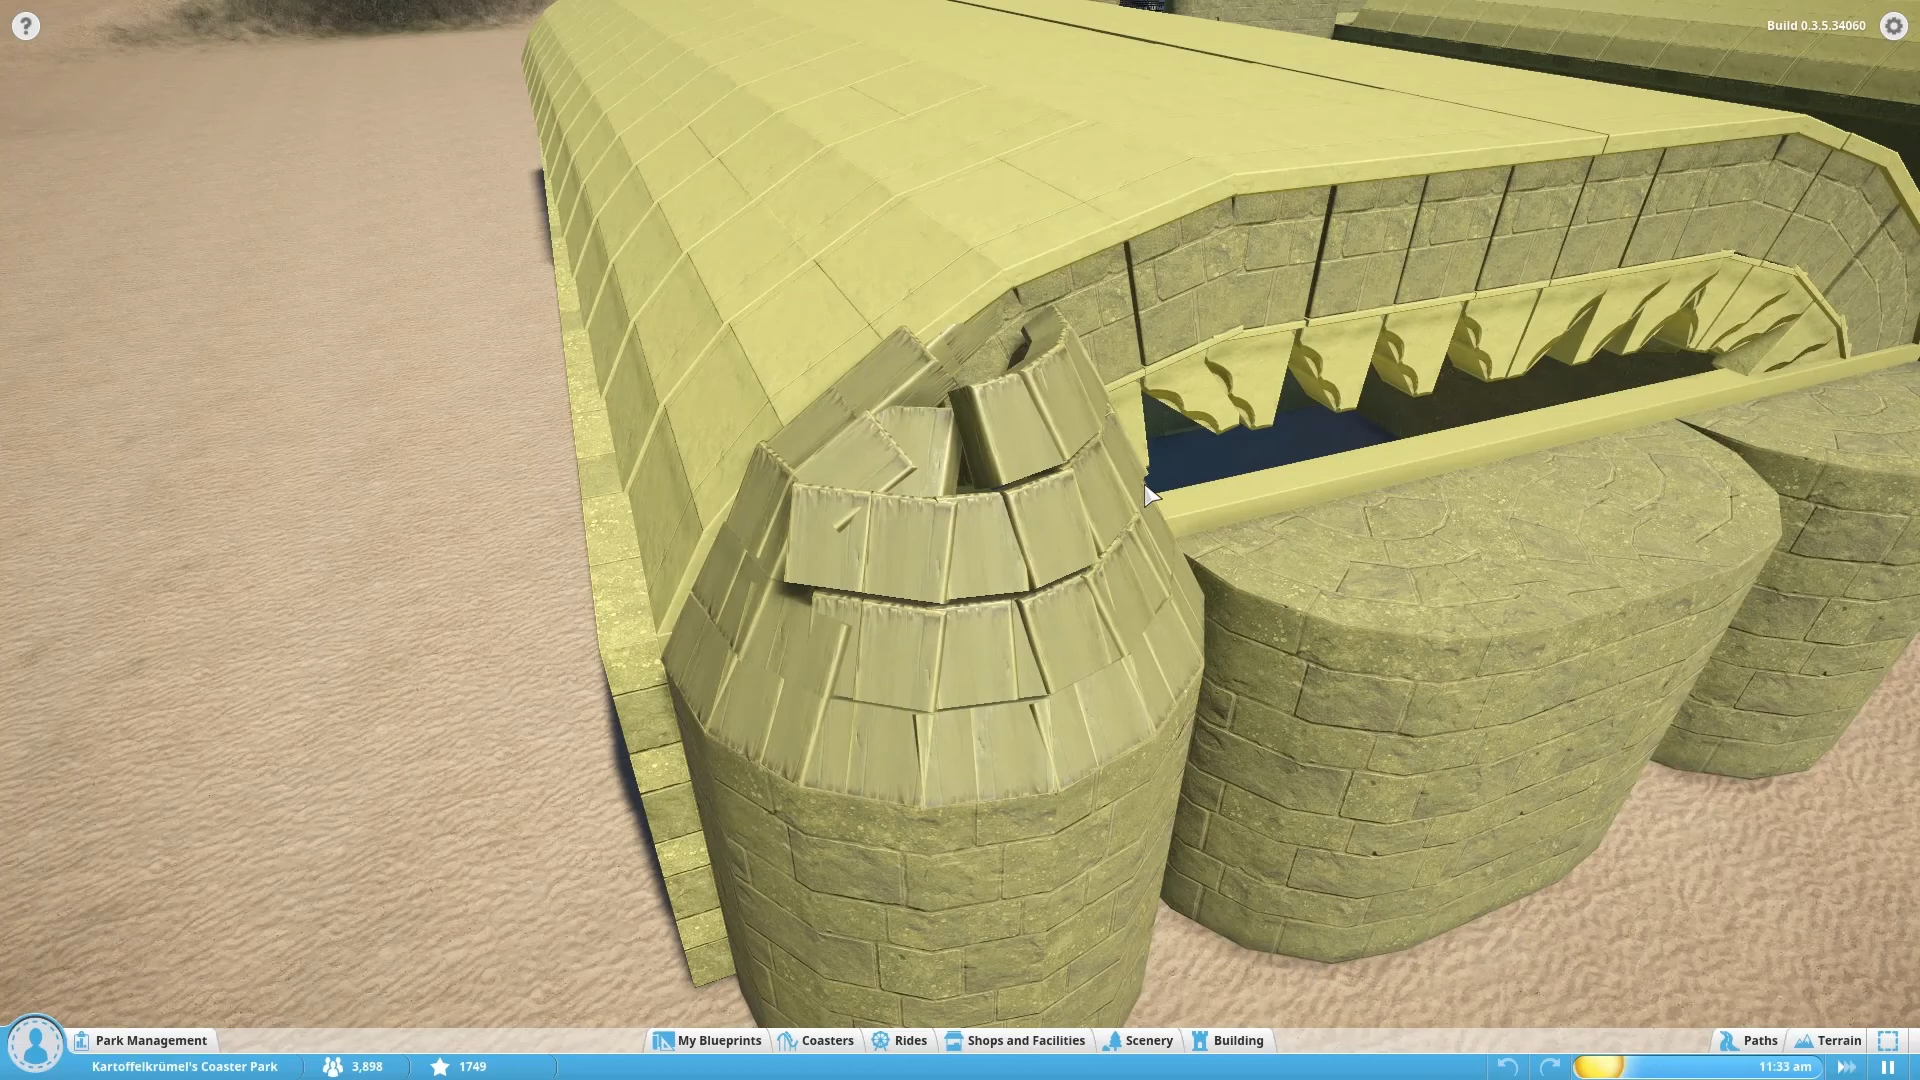 ?
Build 0.3.5.34060
Park Management
My Blueprints
Coasters
Rides
Shops and Facilities
Scenery
Building
Paths
Terrain
Kartoffelkrümel's Coaster Park
3,898
1749
11:33 am